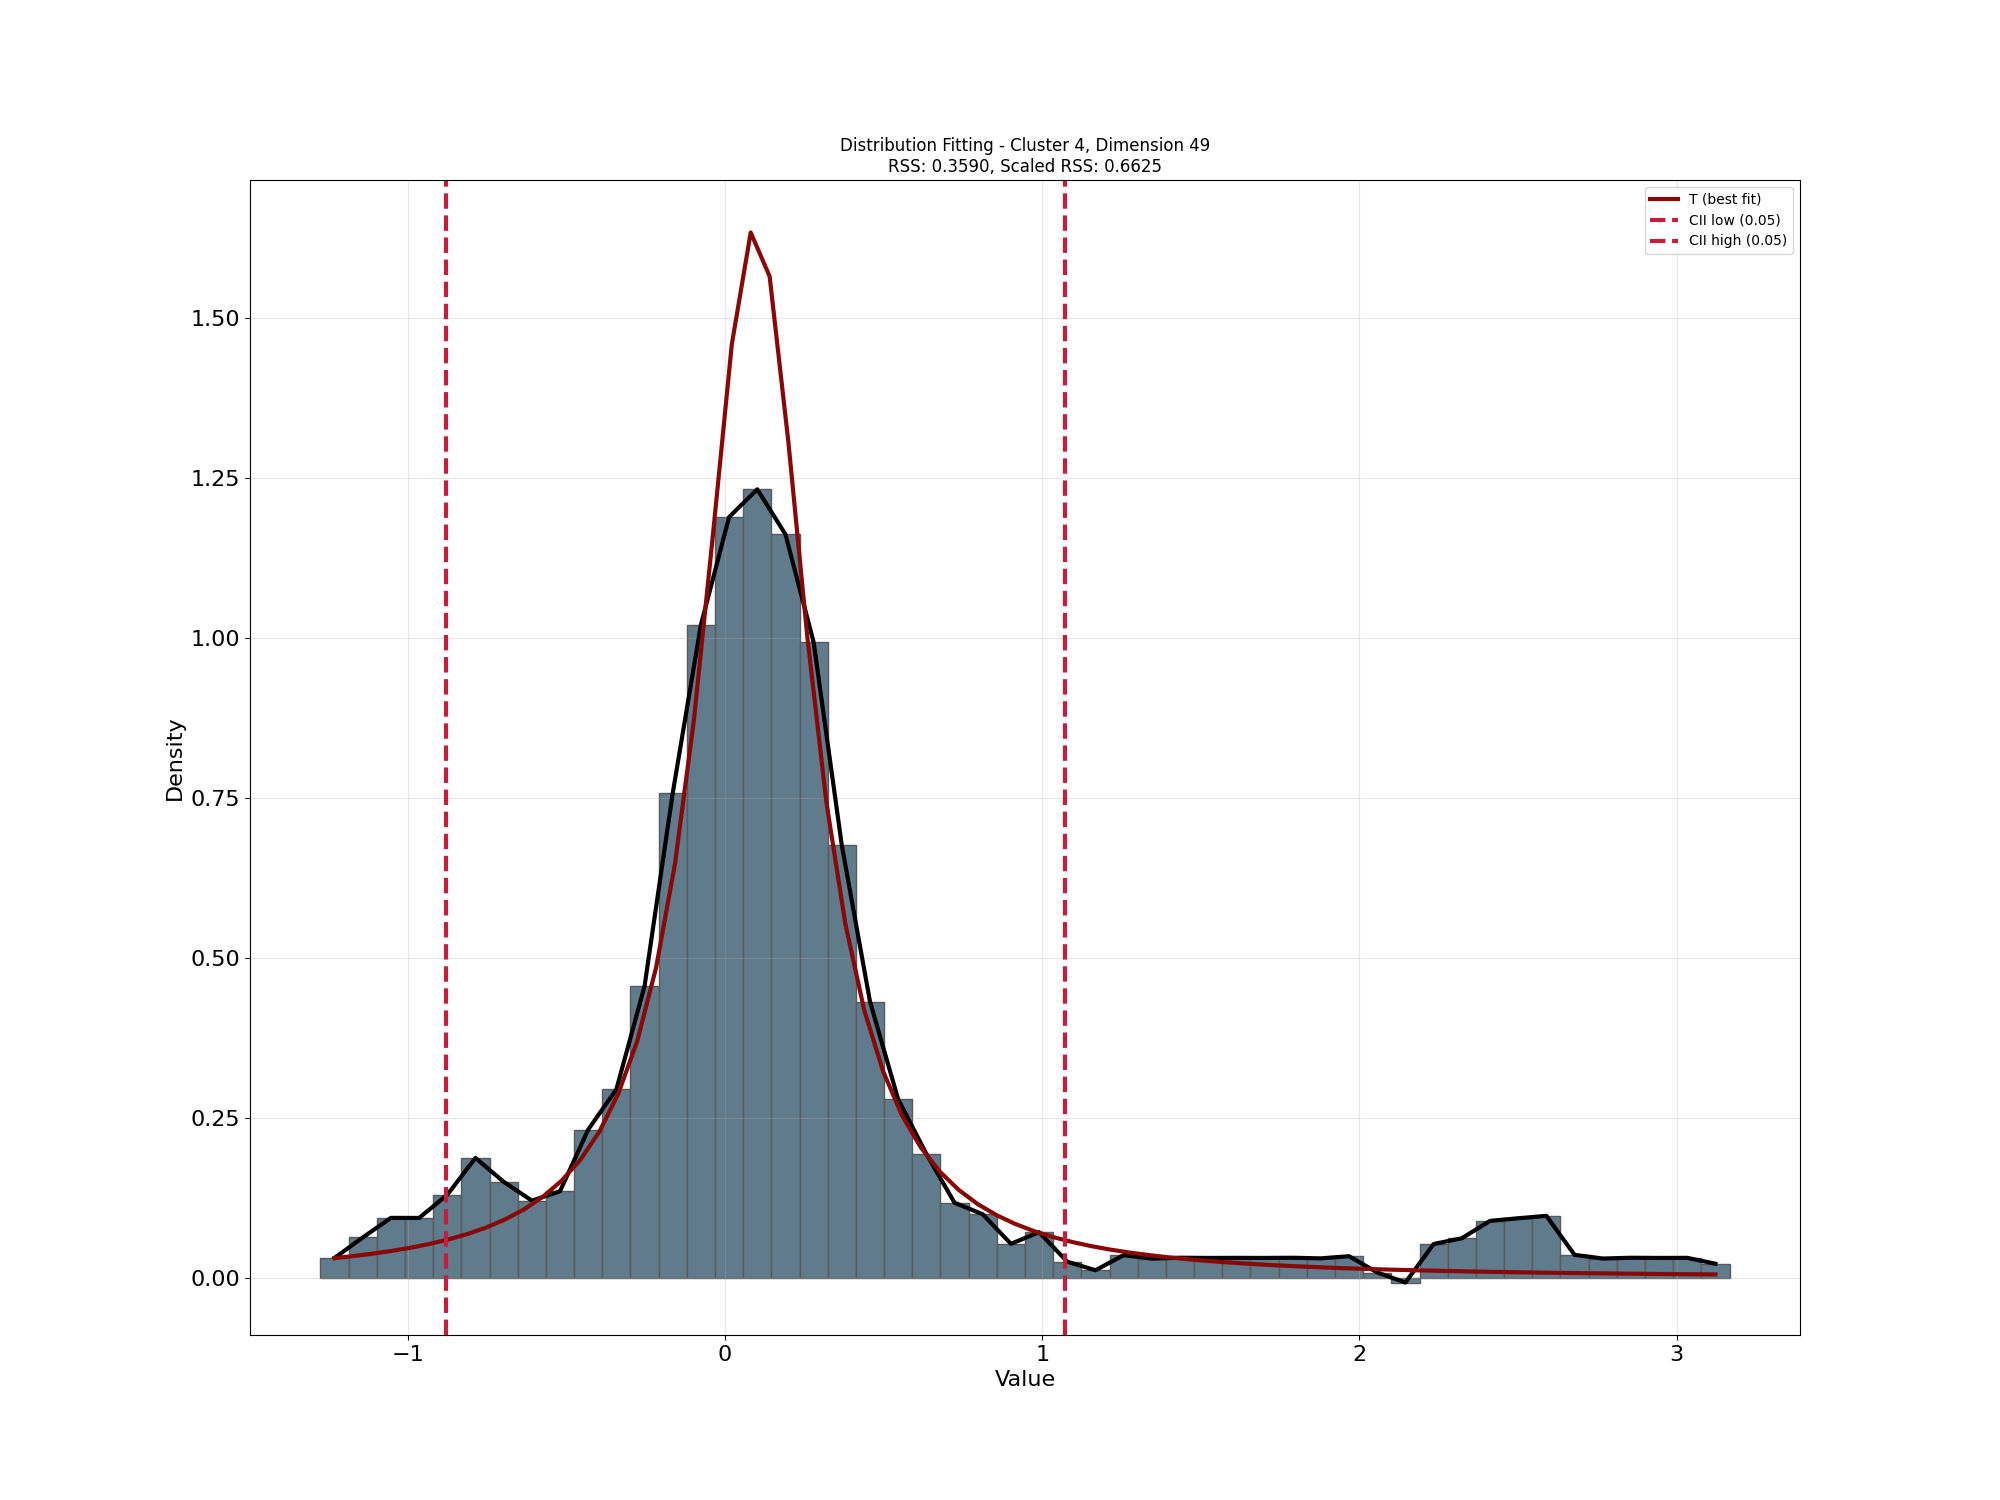 Distribution Fitting - Cluster 4, Dimension 49
RSS: 0.3590, Scaled RSS: 0.6625
T (best fit)
CII low (0.05)
CII high (0.05)
1.50
1.25
1.00
0.75
0.50
0.25
0.00
Density
−1 0 1 2 3
Value